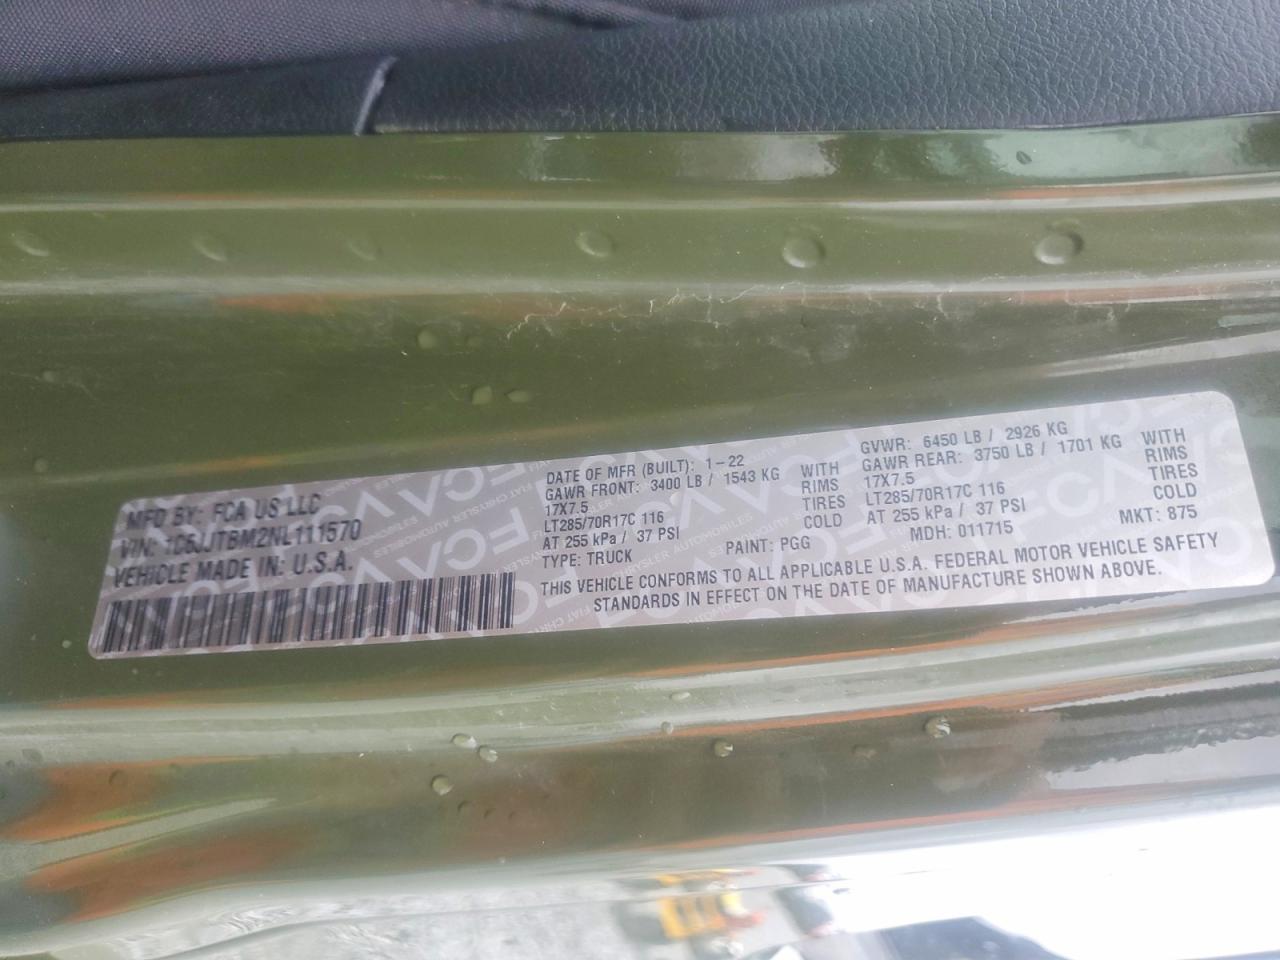 MFD BY: FCA US LLC
VIN: 1C6JJTBM2NL111570
VEHICLE MADE IN: U.S.A.
DATE OF MFR (BUILT): 1-22
GAWR FRONT: 3400 LB / 1543 KG WITH
17X7.5 RIMS
LT285/70R17C 116 TIRES
AT 255 kPa / 37 PSI COLD
TYPE: TRUCK PAINT: PGG
GVWR: 6450 LB / 2926 KG
GAWR REAR: 3750 LB / 1701 KG WITH
17X7.5 RIMS
LT285/70R17C 116 TIRES
AT 255 kPa / 37 PSI COLD
MDH: 011715 MKT: 875
THIS VEHICLE CONFORMS TO ALL APPLICABLE U.S.A. FEDERAL MOTOR VEHICLE SAFETY
STANDARDS IN EFFECT ON THE DATE OF MANUFACTURE SHOWN ABOVE.